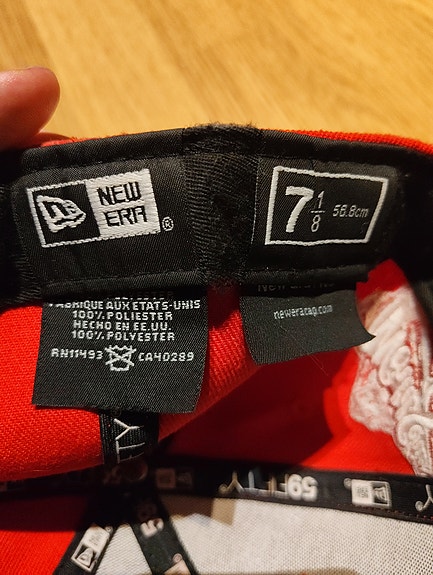 NEW
ERA®
7 1/8 56.8cm
FABRIQUE AUX ETATS-UNIS
100% POLIESTER
HECHO EN EE.UU.
100% POLYESTER
RN11493 CA40289
neweracap.com
TY
59FIFTY